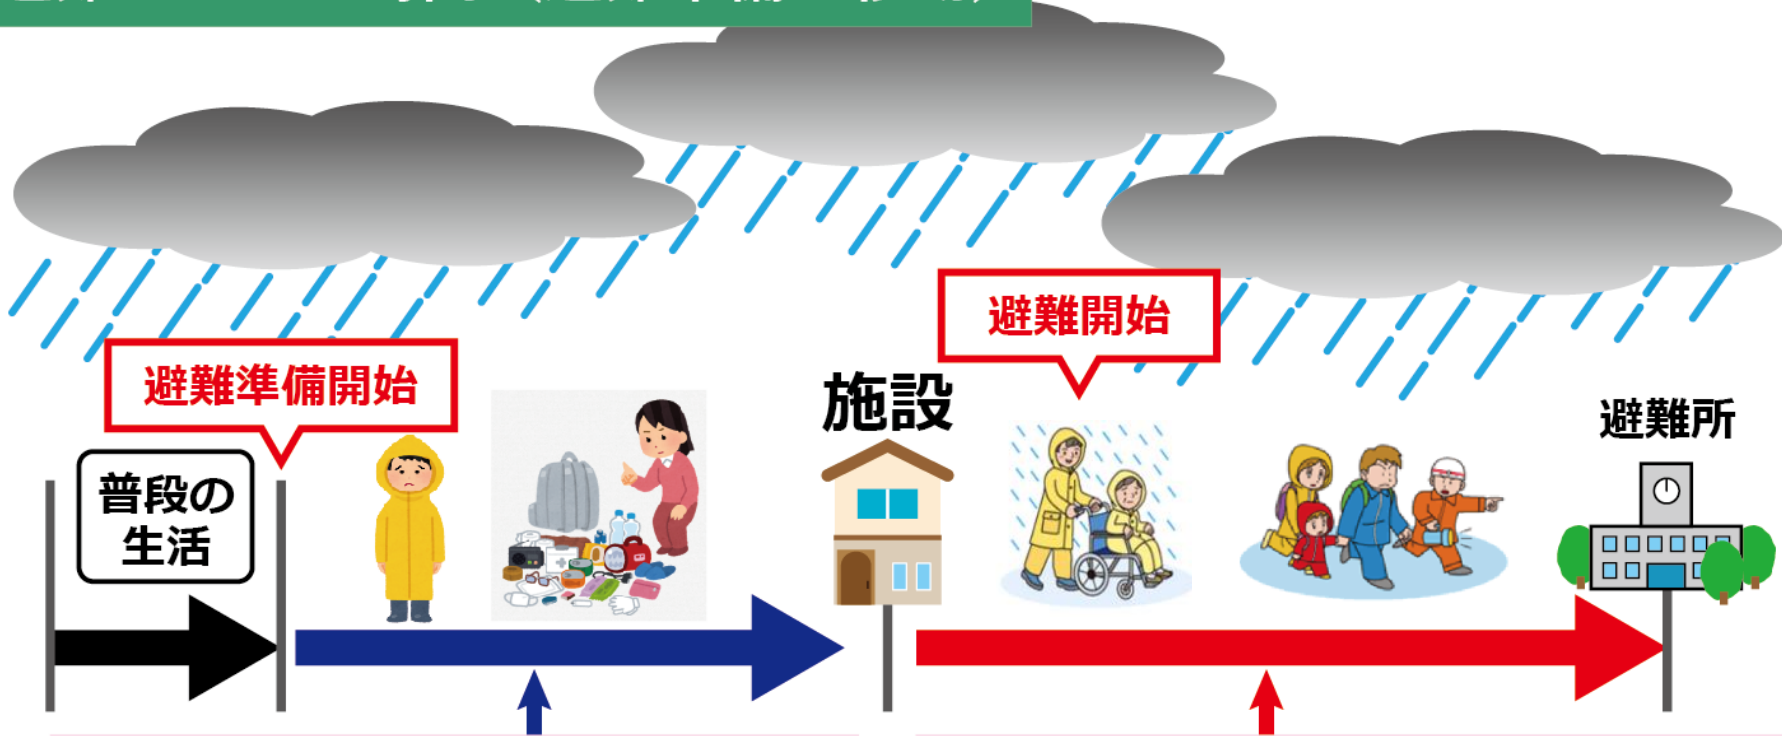 避難開始
避難準備開始
施設
避難所
普段の
生活